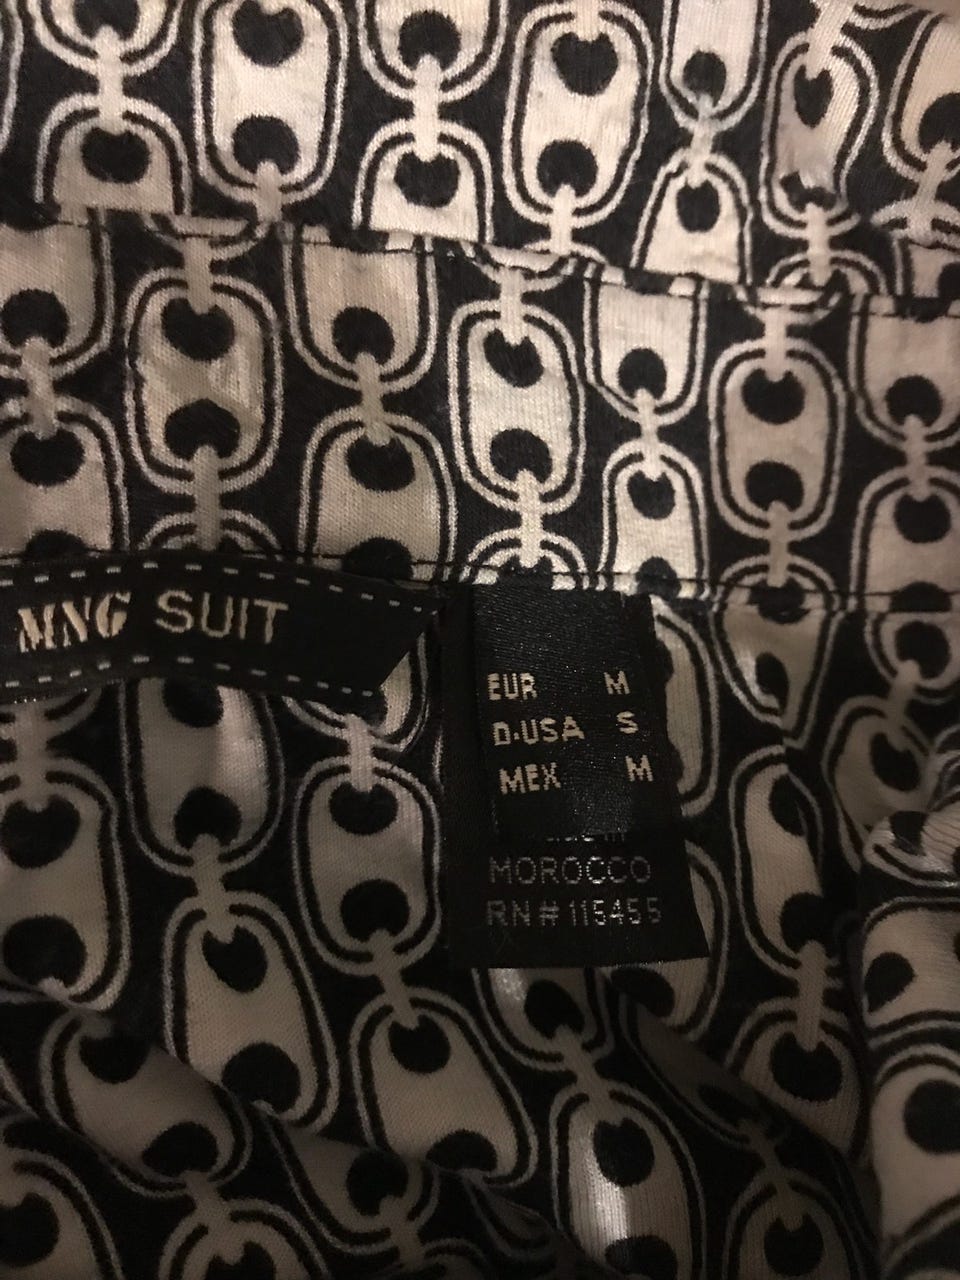 MNG SUIT
EUR M
D.USA S
MEX M
MOROCCO
RN# 115455